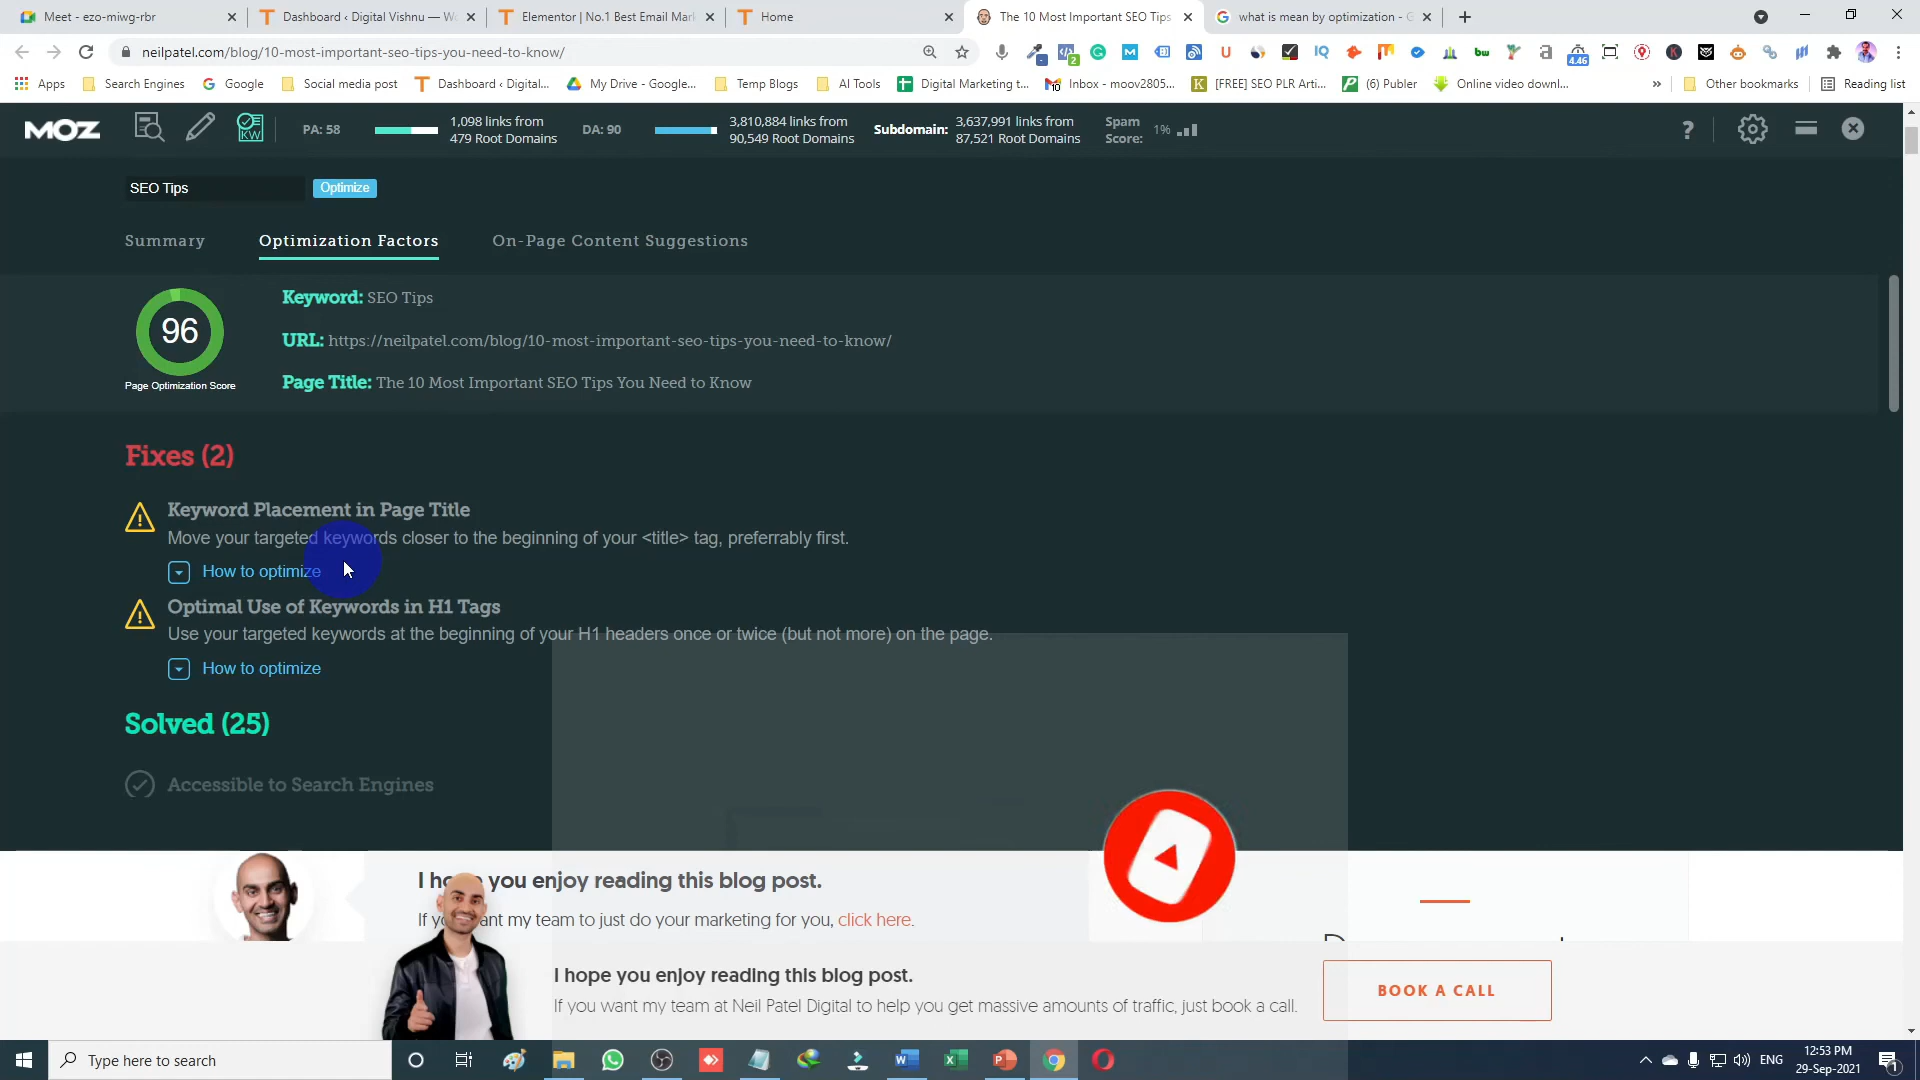 Meet - ezo-miwg-rbr
Dashboard ‹ Digital Vishnu — Wo
Elementor | No.1 Best Email Mark
Home
The 10 Most Important SEO Tips
what is mean by optimization - G
neilpatel.com/blog/10-most-important-seo-tips-you-need-to-know/
2
4.46
Apps
Search Engines
Google
Social media post
Dashboard ‹ Digital...
My Drive - Google...
Temp Blogs
AI Tools
Digital Marketing t...
Inbox - moov2805...
[FREE] SEO PLR Arti...
(6) Publer
Online video downl...
»
Other bookmarks
Reading list
MOZ
KW
PA: 58
1,098 links from
479 Root Domains
DA: 90
3,810,884 links from
90,549 Root Domains
Subdomain:
3,637,991 links from
87,521 Root Domains
Spam
Score:
1%
?
SEO Tips
Optimize
Summary
Optimization Factors
On-Page Content Suggestions
96
Page Optimization Score
Keyword: SEO Tips
URL: https://neilpatel.com/blog/10-most-important-seo-tips-you-need-to-know/
Page Title: The 10 Most Important SEO Tips You Need to Know
Fixes (2)
Keyword Placement in Page Title
Move your targeted keywords closer to the beginning of your <title> tag, preferrably first.
How to optimize
Optimal Use of Keywords in H1 Tags
Use your targeted keywords at the beginning of your H1 headers once or twice (but not more) on the page.
How to optimize
Solved (25)
Accessible to Search Engines
I you enjoy reading this blog post.
my team to just do your marketing for you, click here.
I hope you enjoy reading this blog post.
If you want my team at Neil Patel Digital to help you get massive amounts of traffic, just book a call.
BOOK A CALL
Type here to search
ENG
12:53 PM
29-Sep-2021
1